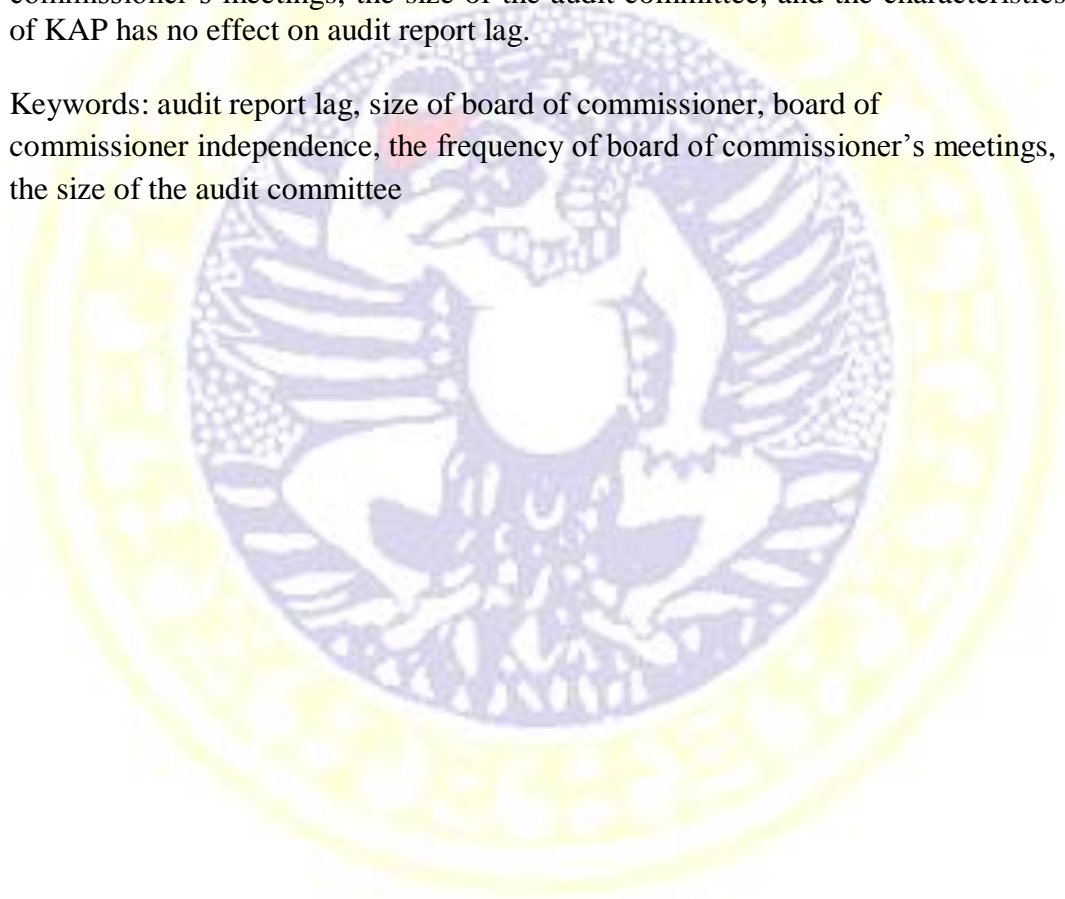 commissioner's meetings, the size of the audit committee, and the characteristics
of KAP has no effect on audit report lag.
Keywords: audit report lag, size of board of commissioner, board of
commissioner independence, the frequency of board of commissioner's meetings,
the size of the audit committee